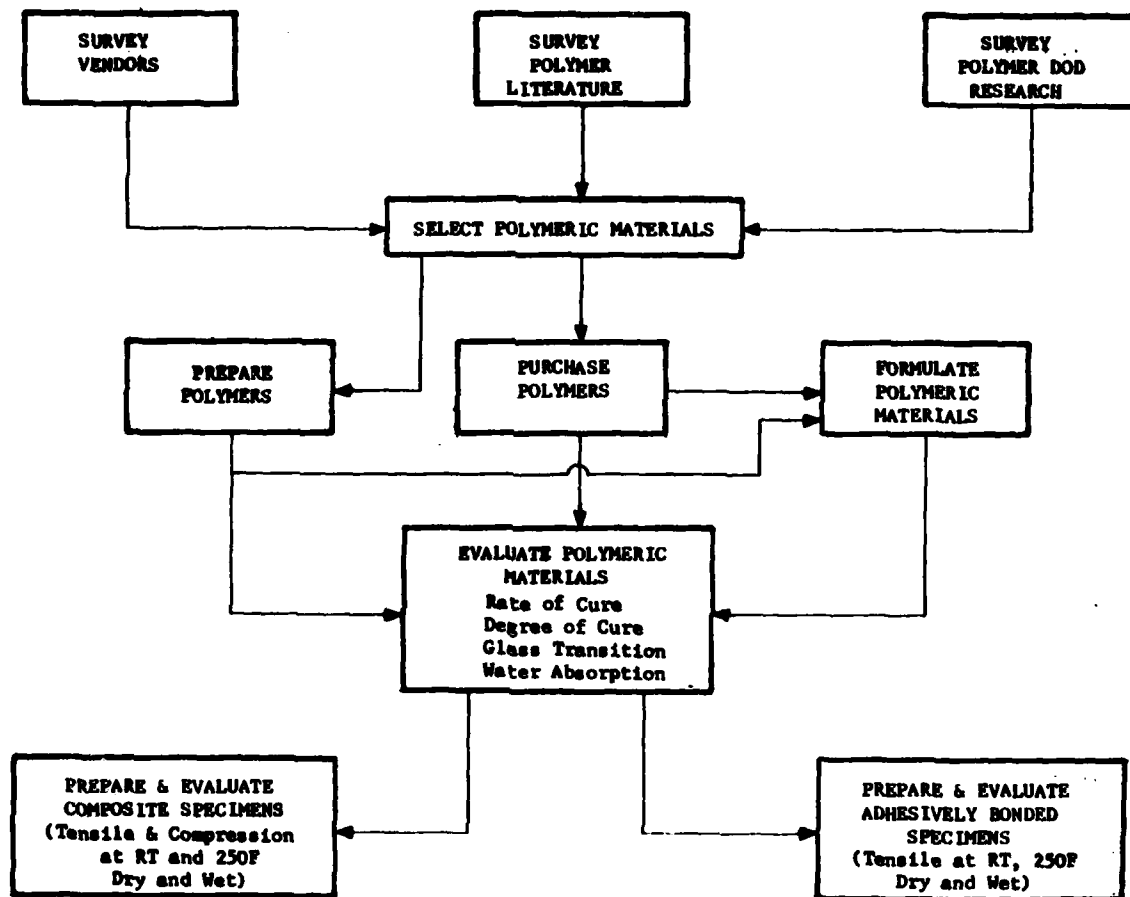 SURVEY
VENDORS
SURVEY
POLYMER
LITERATURE
SURVEY
POLYMER DOD
RESEARCH
SELECT POLYMERIC MATERIALS
PREPARE
POLYMERS
PURCHASE
POLYMERS
FORMULATE
POLYMERIC
MATERIALS
EVALUATE POLYMERIC
MATERIALS
Rate of Cure
Degree of Cure
Glass Transition
Water Absorption
PREPARE & EVALUATE
COMPOSITE SPECIMENS
(Tensile & Compression
at RT and 250F
Dry and Wet)
PREPARE & EVALUATE
ADHESIVELY BONDED
SPECIMENS
(Tensile at RT, 250F
Dry and Wet)